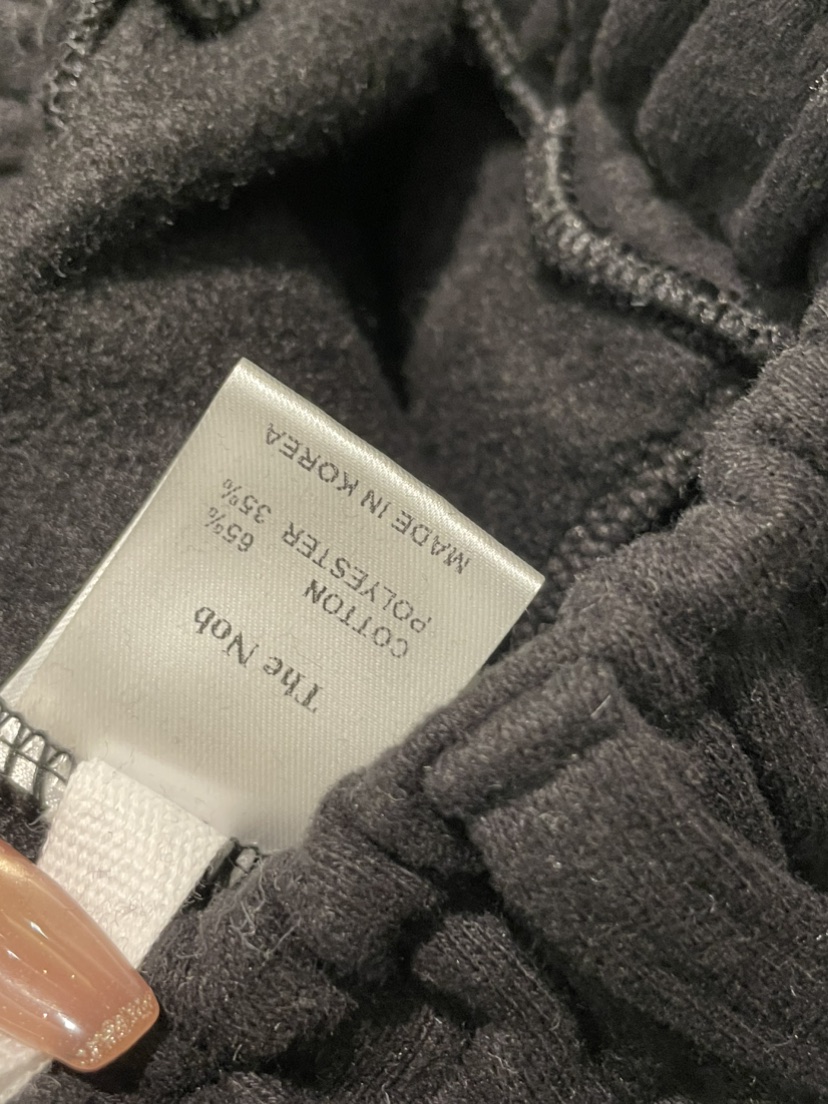 The Nob
COTTON 65%
POLYESTER 35%
MADE IN KOREA